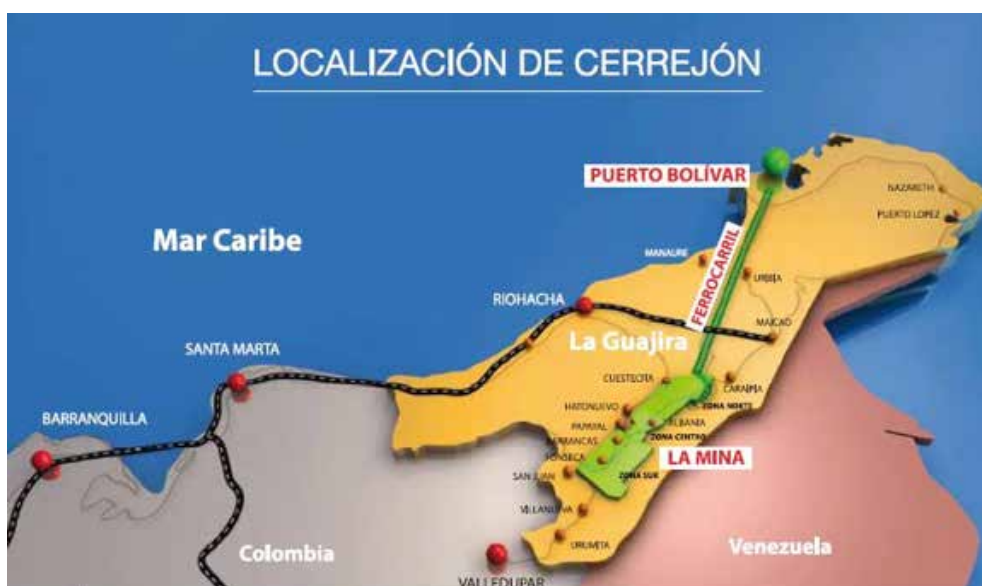 LOCALIZACIÓN DE CERREJÓN
PUERTO BOLÍVAR
NAZARETH
PUERTO LOPEZ
Mar Caribe
MANAURE
URIBIA
FERROCARRIL
RIOHACHA
MAICAO
La Guajira
SANTA MARTA
CUESTECITA
CARAIPIA
HATONUEVO
ZONA NORTE
BARRANQUILLA
PAPAYAL
ALBANIA
BARRANCAS
ZONA CENTRO
FONSECA
LA MINA
SAN JUAN
ZONA SUR
VILLANUEVA
URUMITA
Colombia
Venezuela
VALLEDUPAR